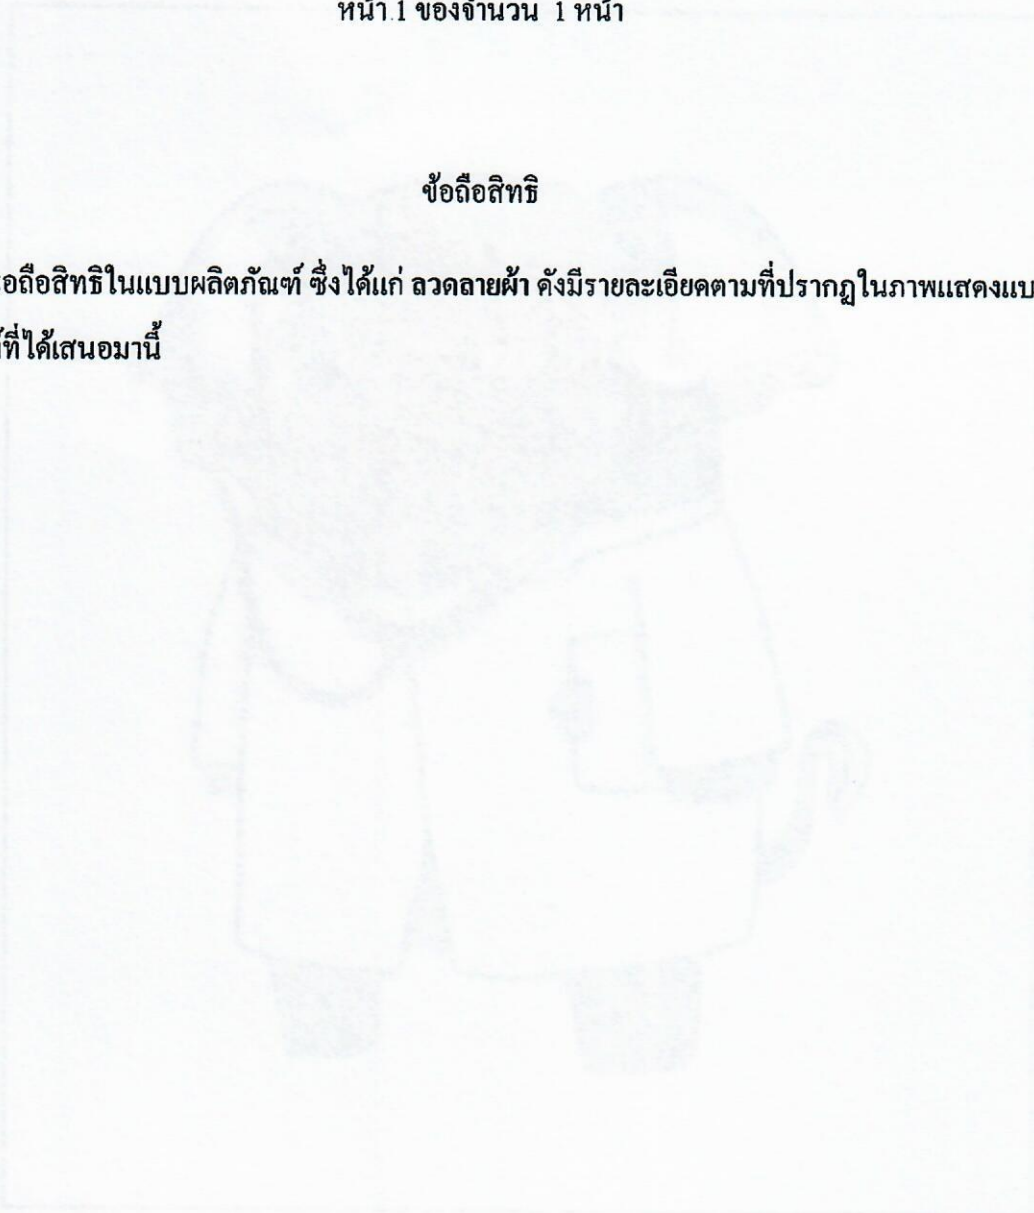 หน้า 1 ของจำนวน 1 หน้า
ข้อถือสิทธิ
อถือสิทธิในแบบผลิตภัณฑ์ ซึ่งได้แก่ ลวดลายผ้า ดังมีรายละเอียดตามที่ปรากฏในภาพแสดงแบ
ที่ได้เสนอมานี้